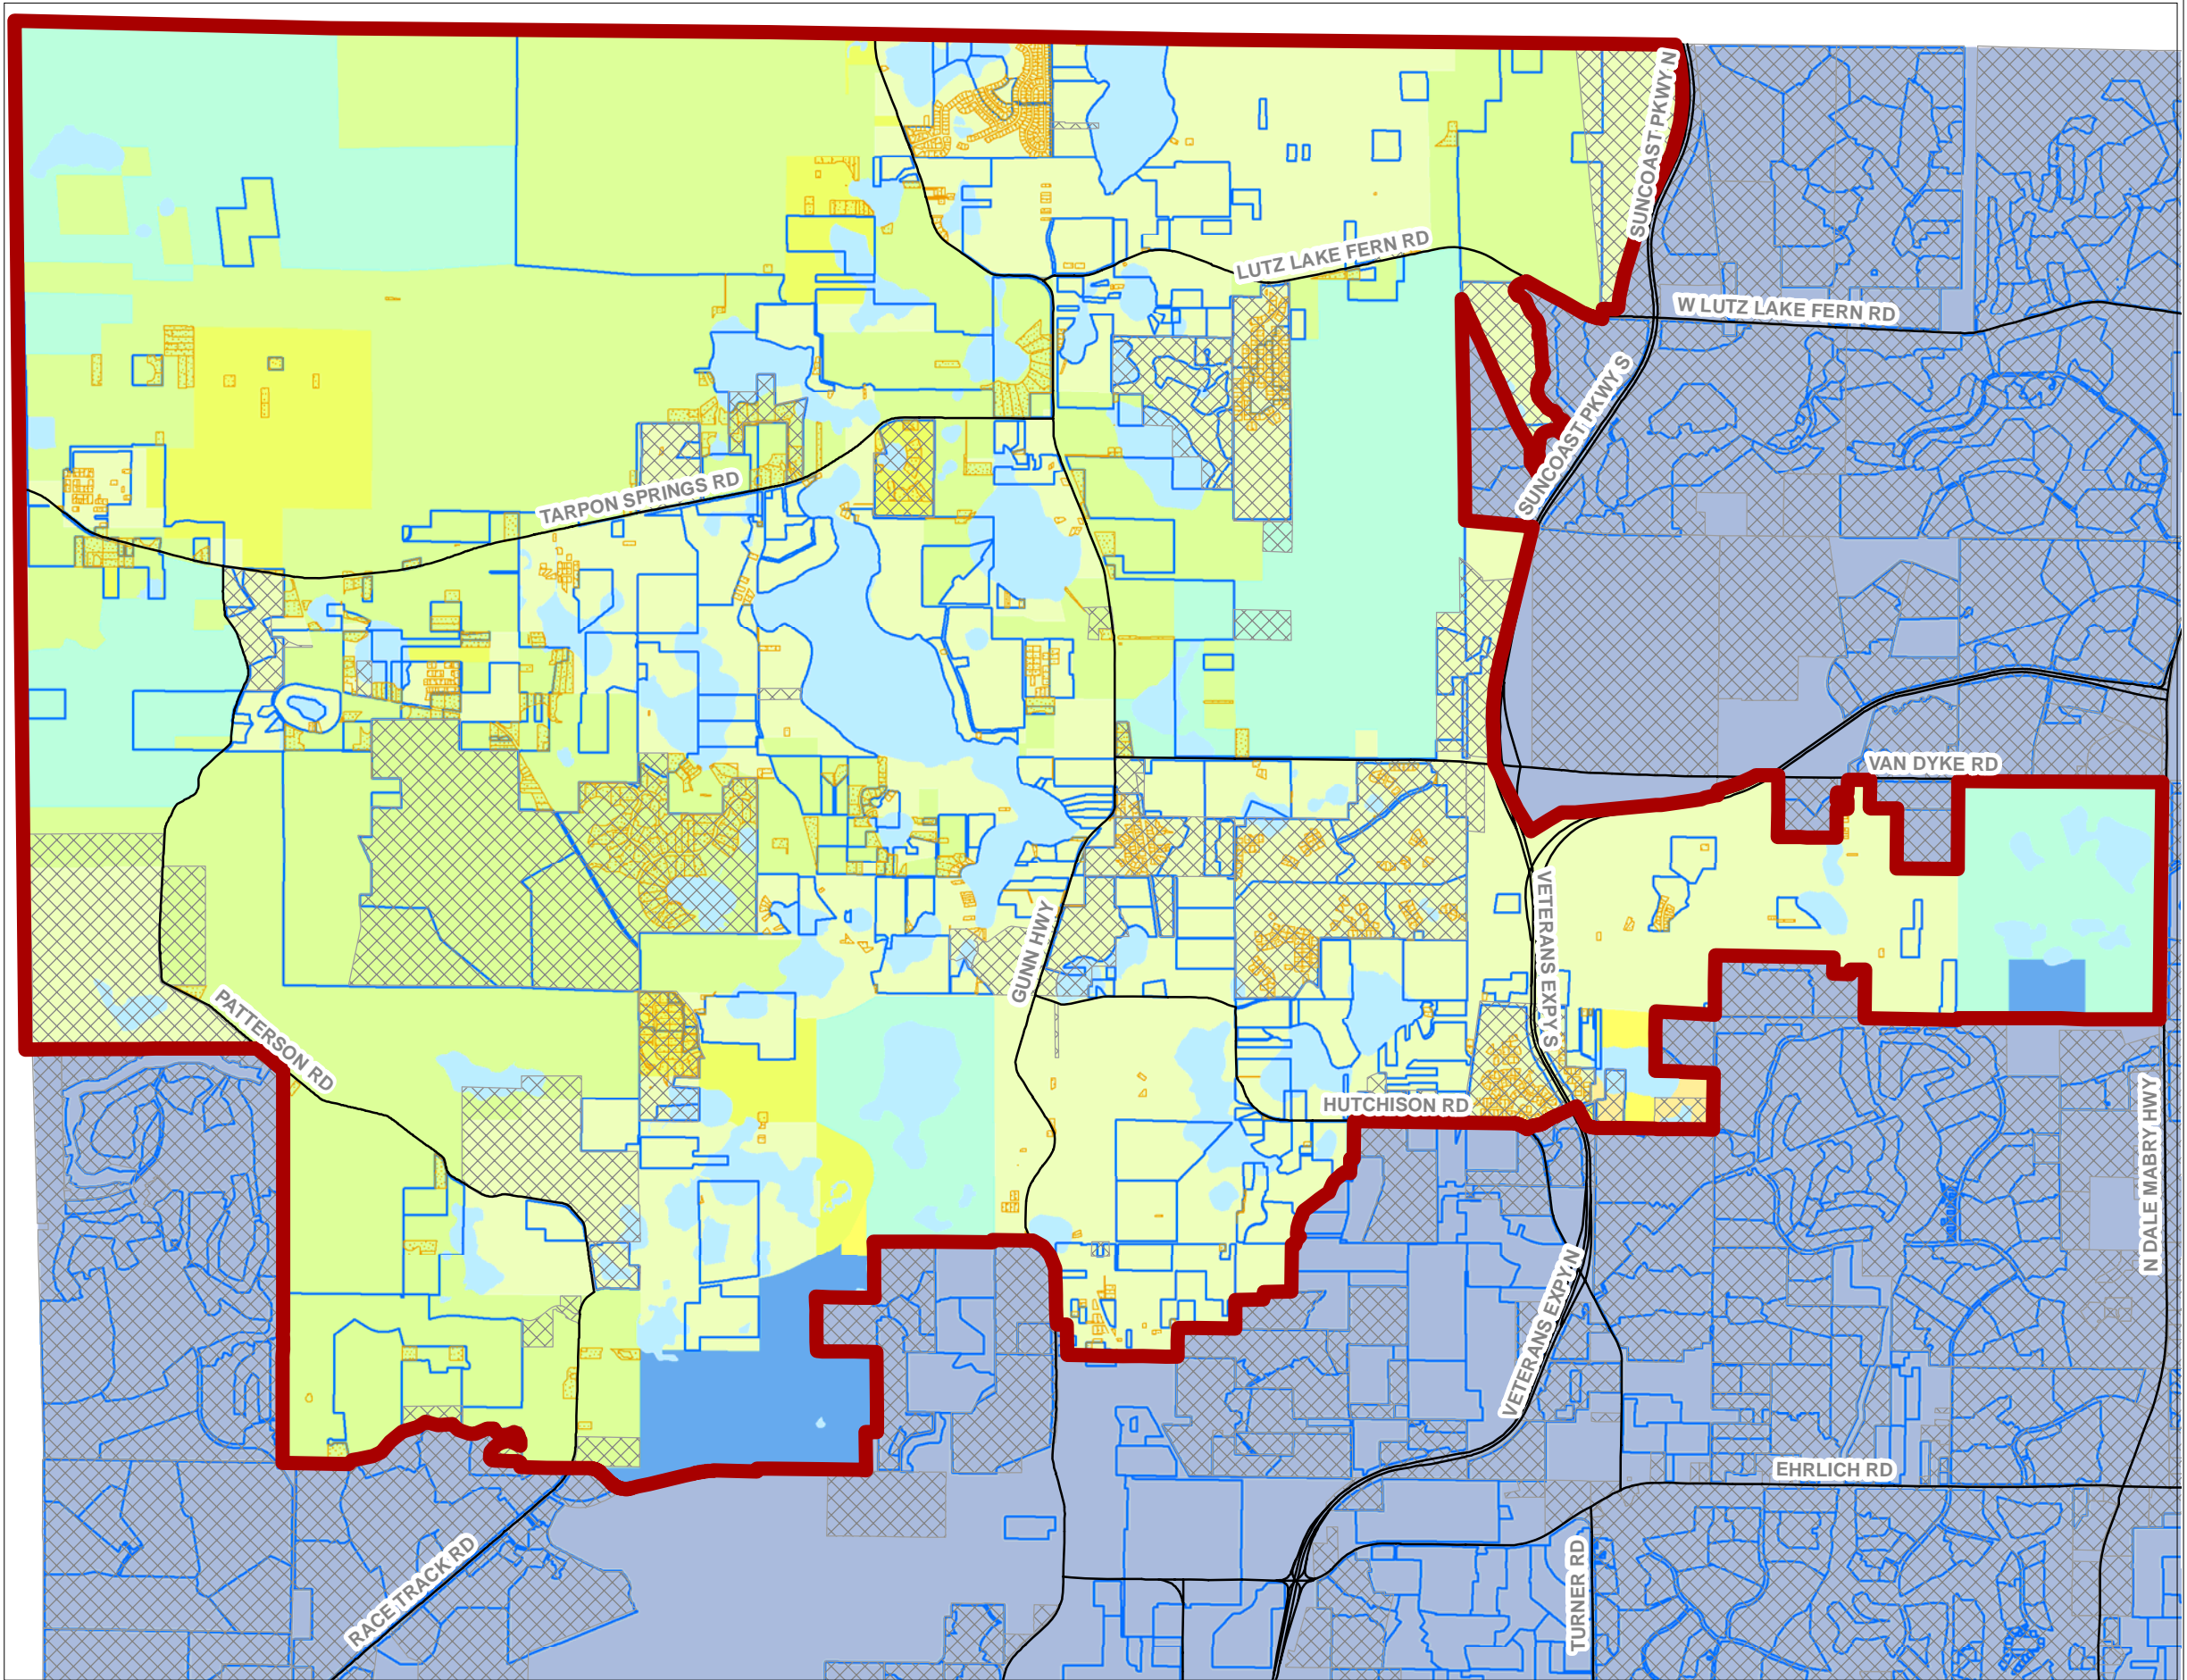 SUNCOAST PKWY N
LUTZ LAKE FERN RD
W LUTZ LAKE FERN RD
SUNCOAST PKWY S
TARPON SPRINGS RD
VAN DYKE RD
VETERANS EXPY S
GUNN HWY
PATTERSON RD
HUTCHISON RD
N DALE MABRY HWY
VETERANS EXPY N
EHRLICH RD
TURNER RD
RACE TRACK RD